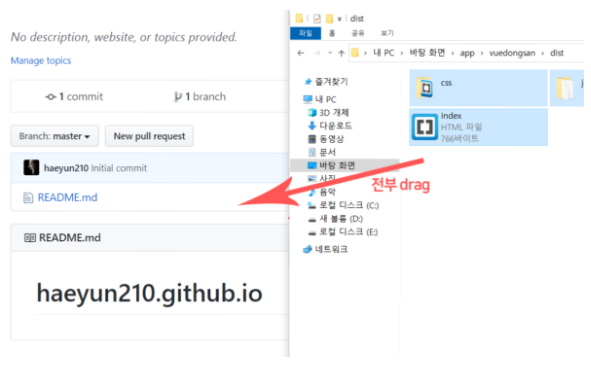 No description, website, or topics provided.
Manage topics
1 commit
1 branch
Branch: master
New pull request
haeyun210 Initial commit
README.md
README.md
haeyun210.github.io
dist
파일
홈
공유
보기
내 PC > 바탕 화면 > app > vuedongsan > dist
즐겨찾기
내 PC
3D 개체
다운로드
동영상
문서
바탕 화면
사진
음악
로컬 디스크 (C:)
새 볼륨 (D:)
로컬 디스크 (E:)
네트워크
css
index
HTML 파일
766바이트
전부 drag